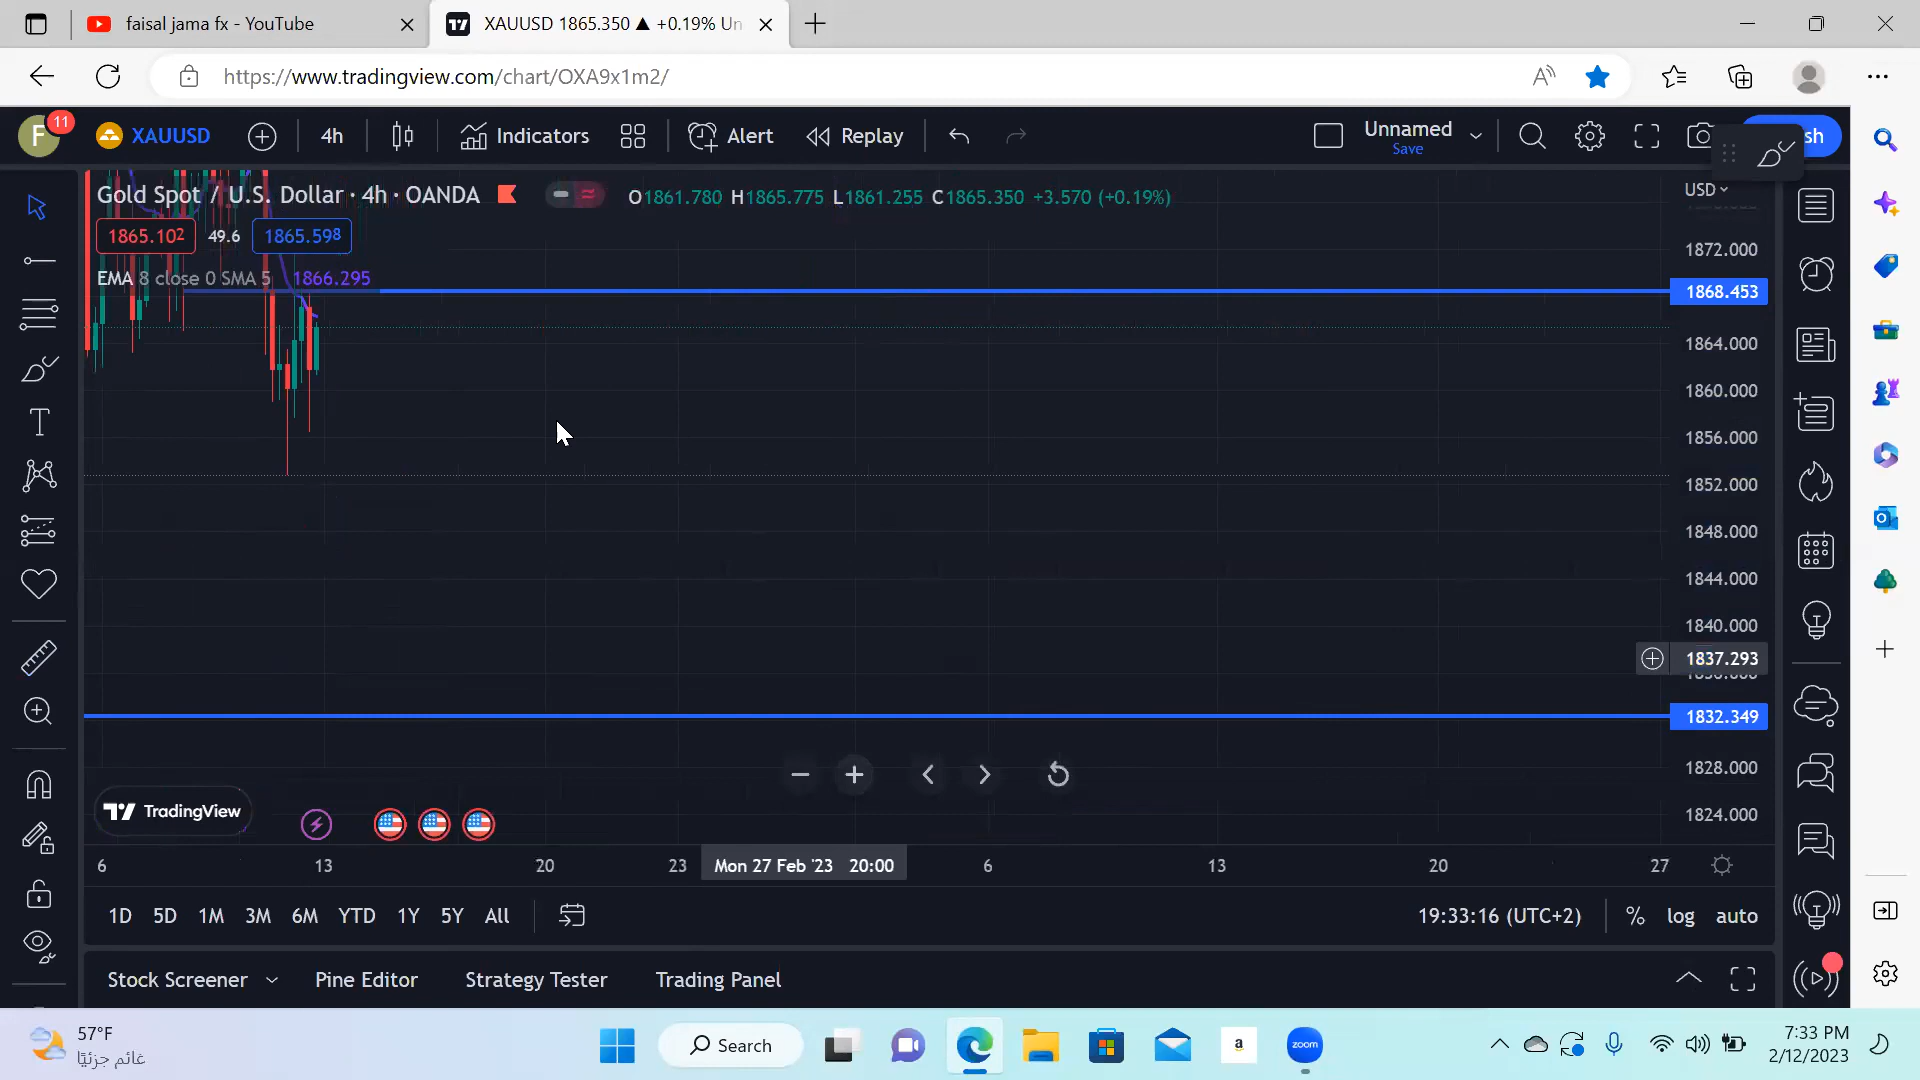 faisal jama fx - YouTube
XAUUSD 1865.350 ▲ +0.19% Un
https://www.tradingview.com/chart/OXA9x1m2/
F 11 XAUUSD 4h Indicators Alert Replay Unnamed
Save
sh
Gold Spot / U.S. Dollar · 4h · OANDA O1861.780 H1865.775 L1861.255 C1865.350 +3.570 (+0.19%)
USD
1865.102 49.6 1865.598
EMA 8 close 0 SMA 5 1866.295
1872.000
1868.453
1864.000
1860.000
1856.000
1852.000
1848.000
1844.000
1840.000
1837.293
1832.349
1828.000
1824.000
TradingView
6 13 20 23 Mon 27 Feb '23 20:00 6 13 20 27
1D 5D 1M 3M 6M YTD 1Y 5Y All 19:33:16 (UTC+2) % log auto
Stock Screener Pine Editor Strategy Tester Trading Panel
57°F
غائم جزئيًا
Search
a
zoom
7:33 PM
2/12/2023